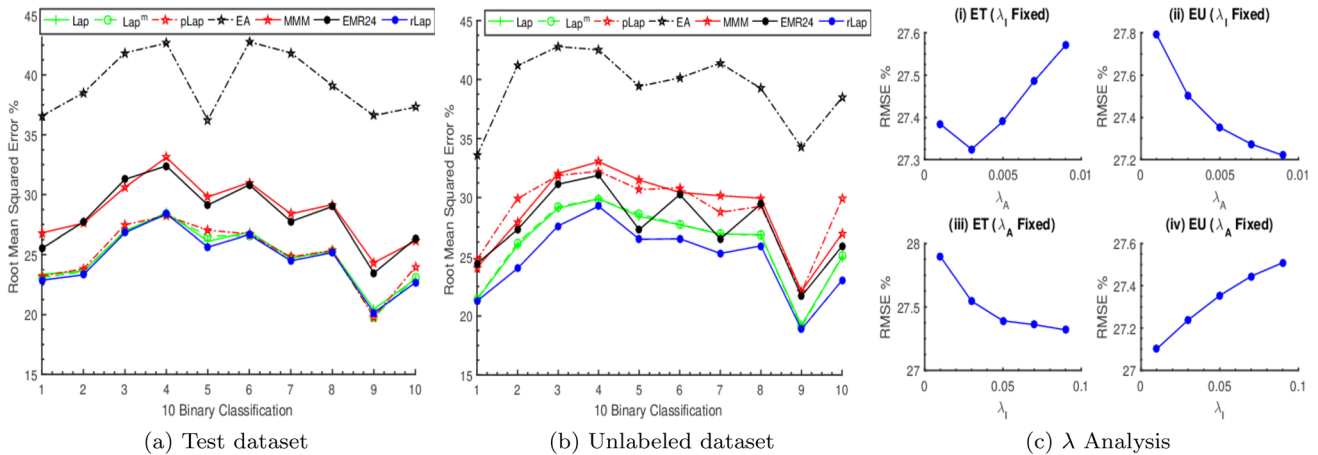 Lap Lap^m pLap EA MMM EMR24 rLap
45
40
35
30
25
20
15
Root Mean Squared Error %
1 2 3 4 5 6 7 8 9 10
10 Binary Classification
(a) Test dataset
Lap Lap^m pLap EA MMM EMR24 rLap
45
40
35
30
25
20
15
Root Mean Squared Error %
1 2 3 4 5 6 7 8 9 10
10 Binary Classification
(b) Unlabeled dataset
(i) ET (λ_I Fixed)
27.6
27.5
27.4
27.3
RMSE %
0 0.005 0.01
λ_A
(ii) EU (λ_I Fixed)
27.8
27.6
27.4
27.2
RMSE %
0 0.005 0.01
λ_A
(iii) ET (λ_A Fixed)
28
27.5
27
RMSE %
0 0.05 0.1
λ_I
(iv) EU (λ_A Fixed)
27.6
27.4
27.2
27
RMSE %
0 0.05 0.1
λ_I
(c) λ Analysis